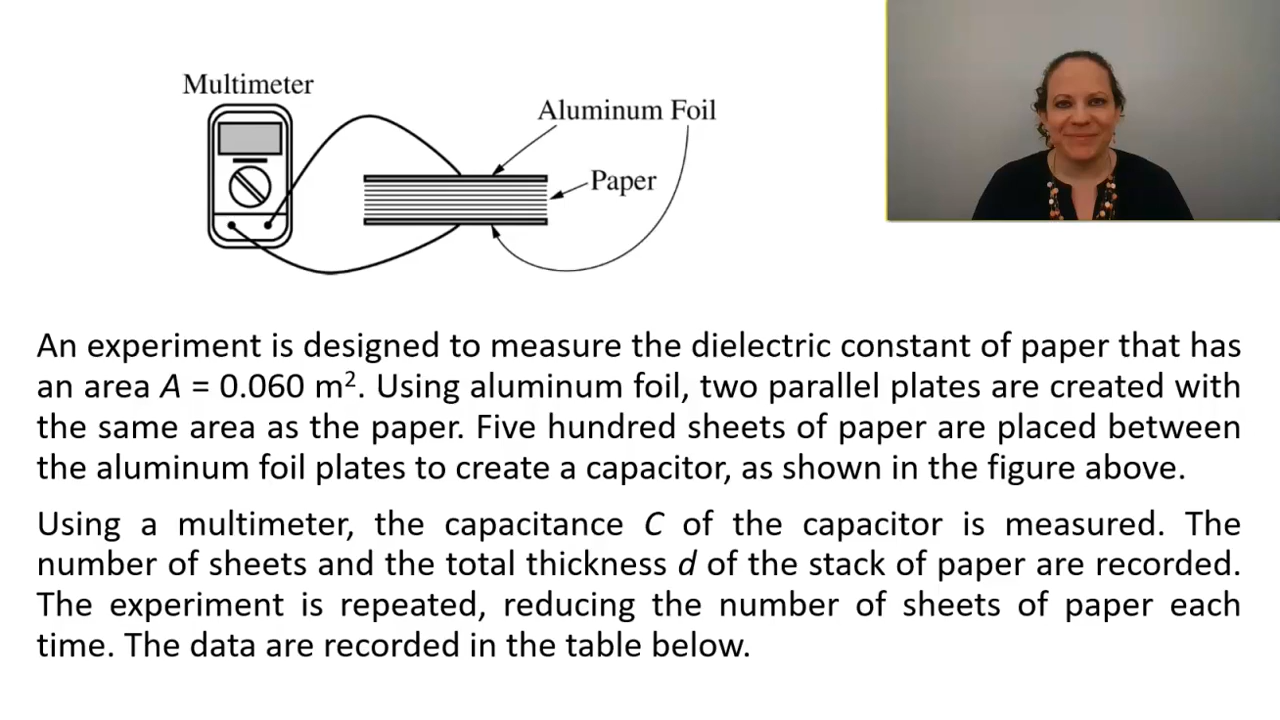 Multimeter
Aluminum Foil
Paper
An experiment is designed to measure the dielectric constant of paper that has
an area A = 0.060 m². Using aluminum foil, two parallel plates are created with
the same area as the paper. Five hundred sheets of paper are placed between
the aluminum foil plates to create a capacitor, as shown in the figure above.
Using a multimeter, the capacitance C of the capacitor is measured. The
number of sheets and the total thickness d of the stack of paper are recorded.
The experiment is repeated, reducing the number of sheets of paper each
time. The data are recorded in the table below.